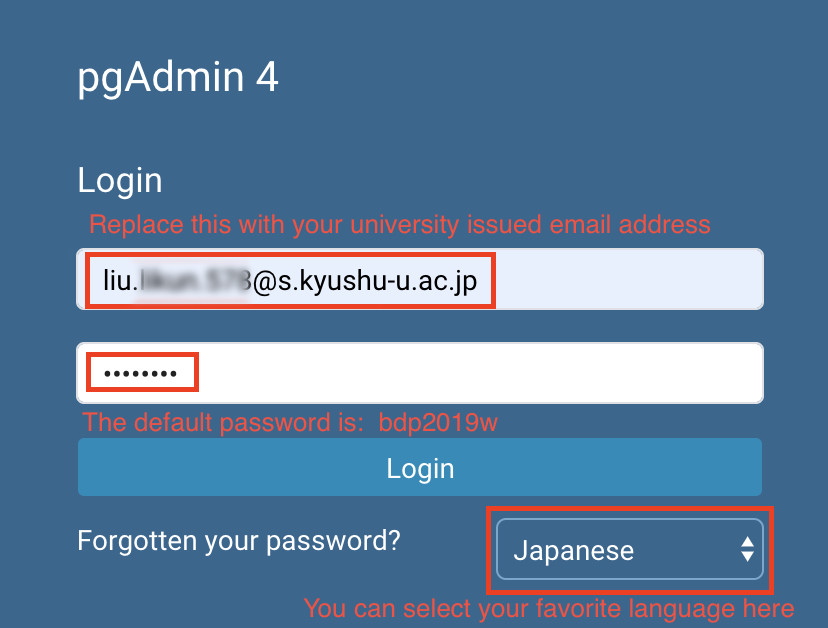 pgAdmin 4
Login
Replace this with your university issued email address
liu.@s.kyushu-u.ac.jp
••••••••
The default password is: bdp2019w
Login
Forgotten your password?
Japanese
You can select your favorite language here